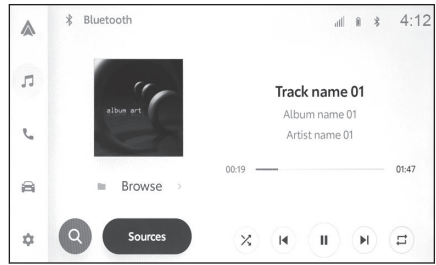 Bluetooth
4:12
album art
Track name 01
Album name 01
Artist name 01
00:19
01:47
Browse
Sources